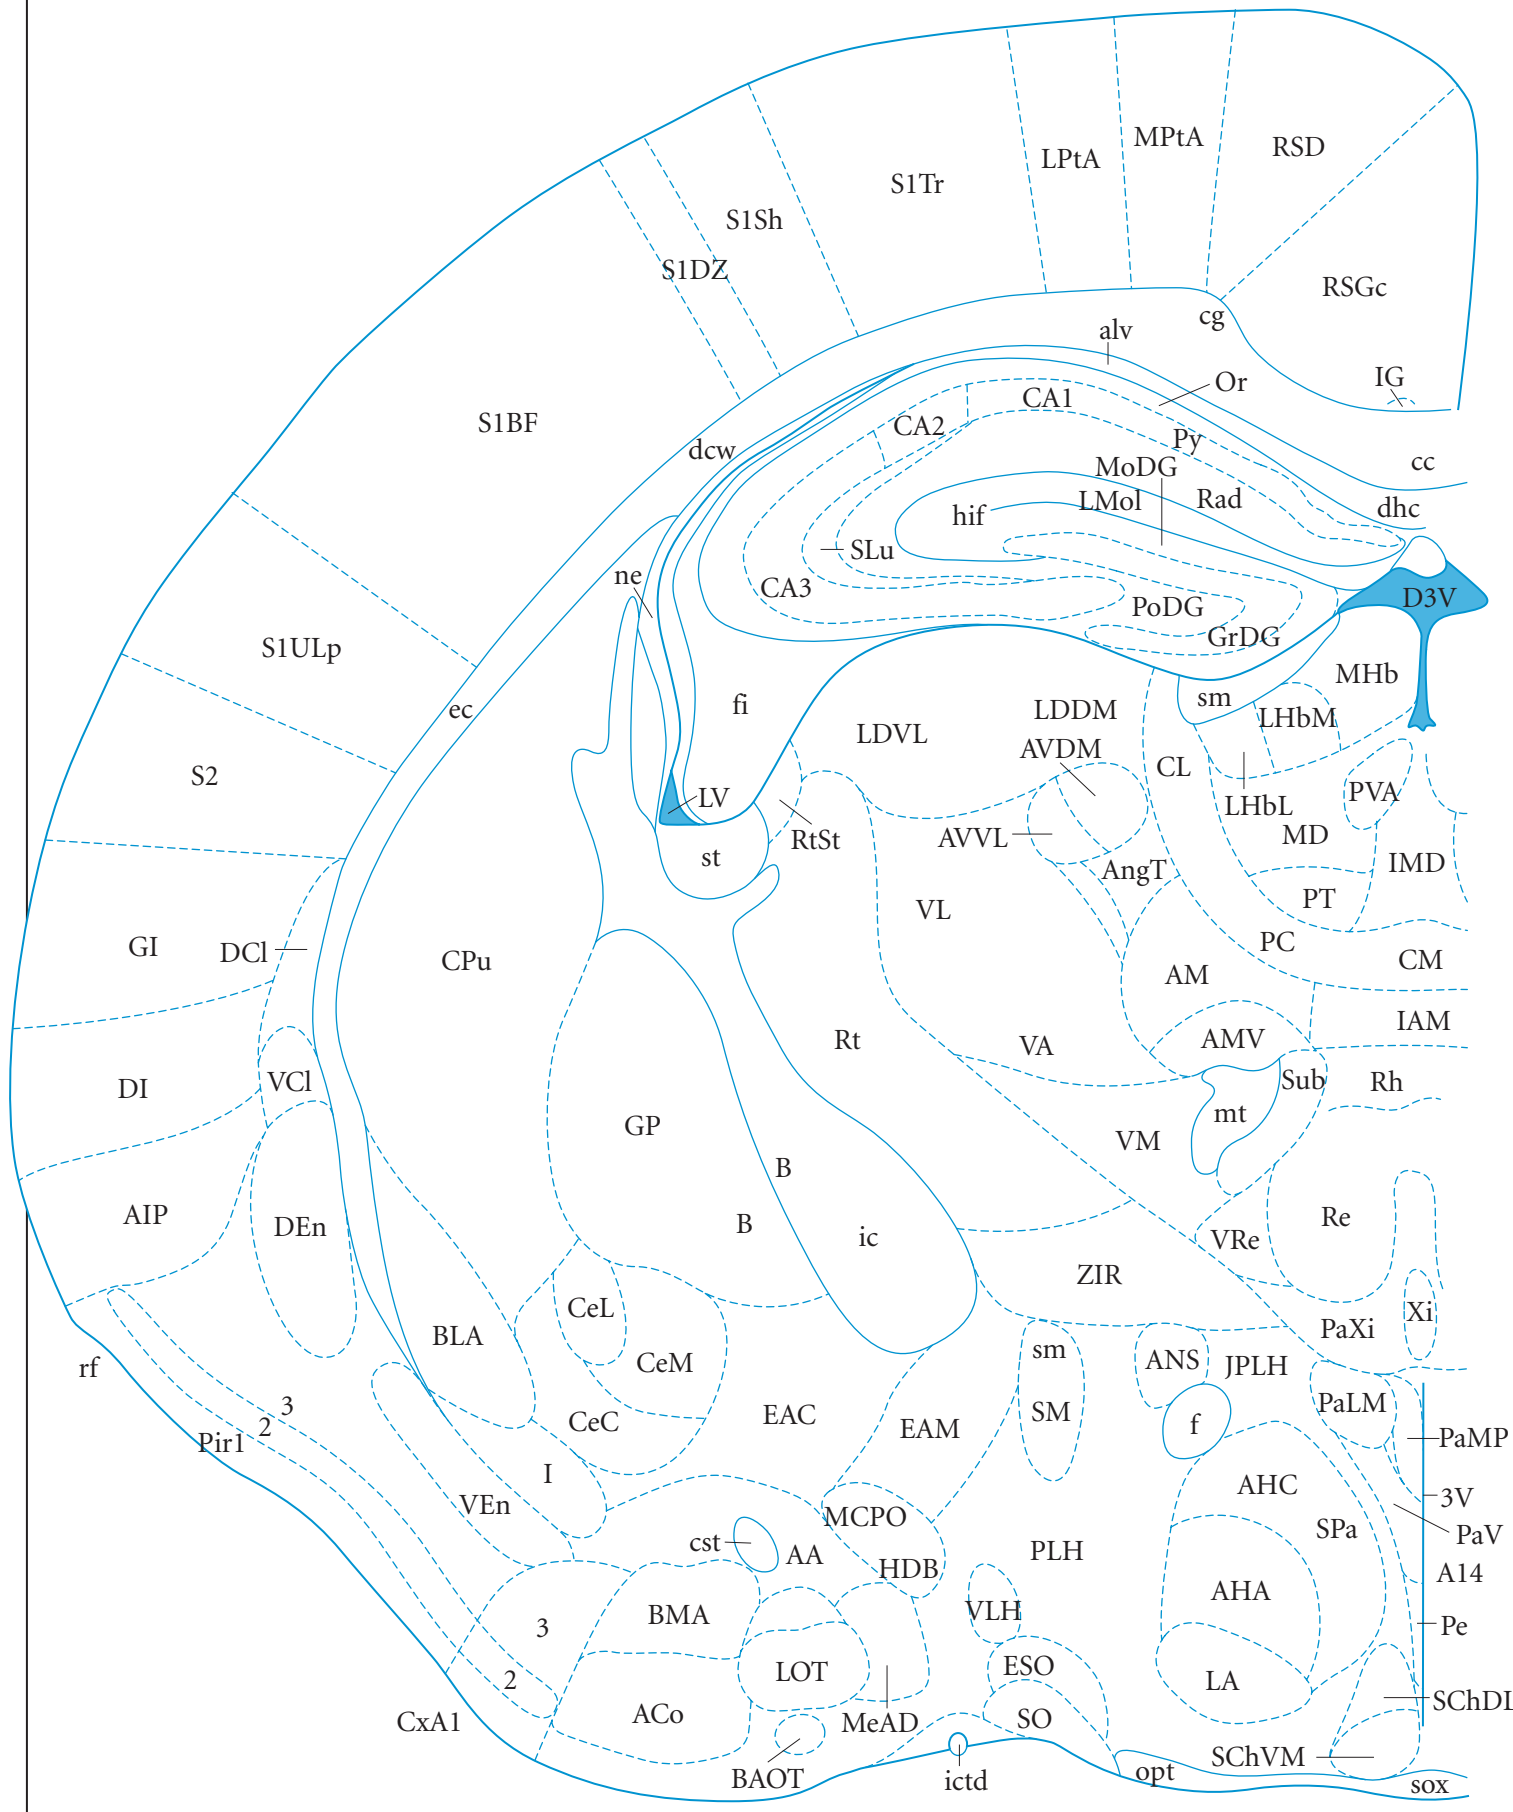 MPtA
RSD
LPtA
S1Tr
S1Sh
S1DZ
RSGc
cg
alv
IG
Or
CA1
S1BF
CA2
Py
dcw
cc
MoDG
Rad
LMol
dhc
hif
SLu
ne
CA3
D3V
PoDG
GrDG
S1ULp
MHb
sm
fi
ec
LDDM
LHbM
LDVL
AVDM
CL
S2
PVA
LV
LHbL
RtSt
AVVL
MD
st
IMD
AngT
PT
VL
GI
DCl
PC
CPu
CM
AM
IAM
Rt
AMV
VA
VCl
Sub
Rh
DI
mt
GP
VM
B
AIP
Re
B
DEn
ic
VRe
ZIR
CeL
Xi
PaXi
BLA
sm
ANS
JPLH
CeM
rf
PaLM
3
SM
EAC
CeC
2
f
EAM
Pir1
PaMP
I
AHC
3V
VEn
MCPO
SPa
PaV
cst
AA
PLH
HDB
A14
AHA
VLH
BMA
3
Pe
ESO
LOT
2
LA
SChDL
ACo
SO
CxA1
MeAD
SChVM
opt
BAOT
ictd
sox